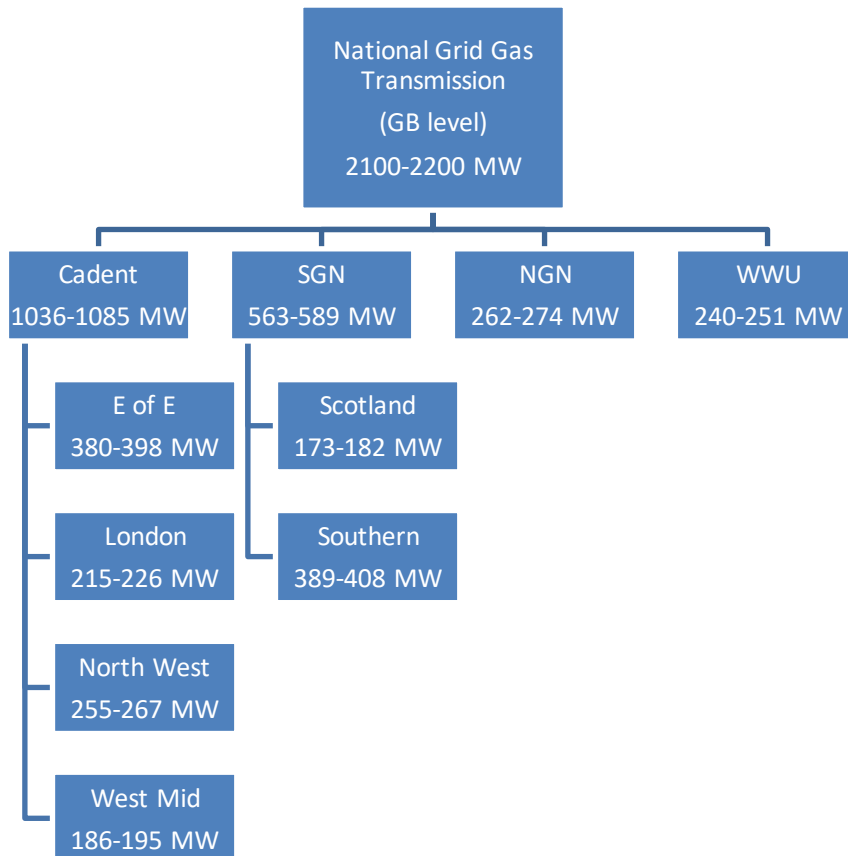 National Grid Gas
Transmission
(GB level)
2100-2200 MW
Cadent
1036-1085 MW
SGN
563-589 MW
NGN
262-274 MW
WWU
240-251 MW
E of E
380-398 MW
London
215-226 MW
North West
255-267 MW
West Mid
186-195 MW
Scotland
173-182 MW
Southern
389-408 MW